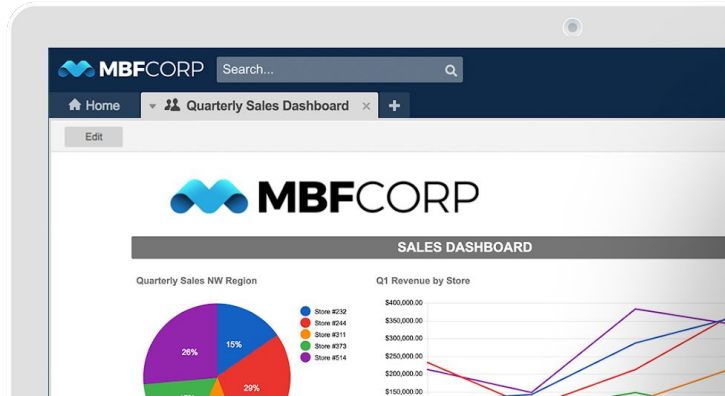 MBFCORP Search...
Home Quarterly Sales Dashboard × +
Edit
MBFCORP
SALES DASHBOARD
Quarterly Sales NW Region
Store #232
Store #244
Store #311
Store #373
Store #514
15%
26%
29%
Q1 Revenue by Store
$400,000.00
$350,000.00
$300,000.00
$250,000.00
$200,000.00
$150,000.00